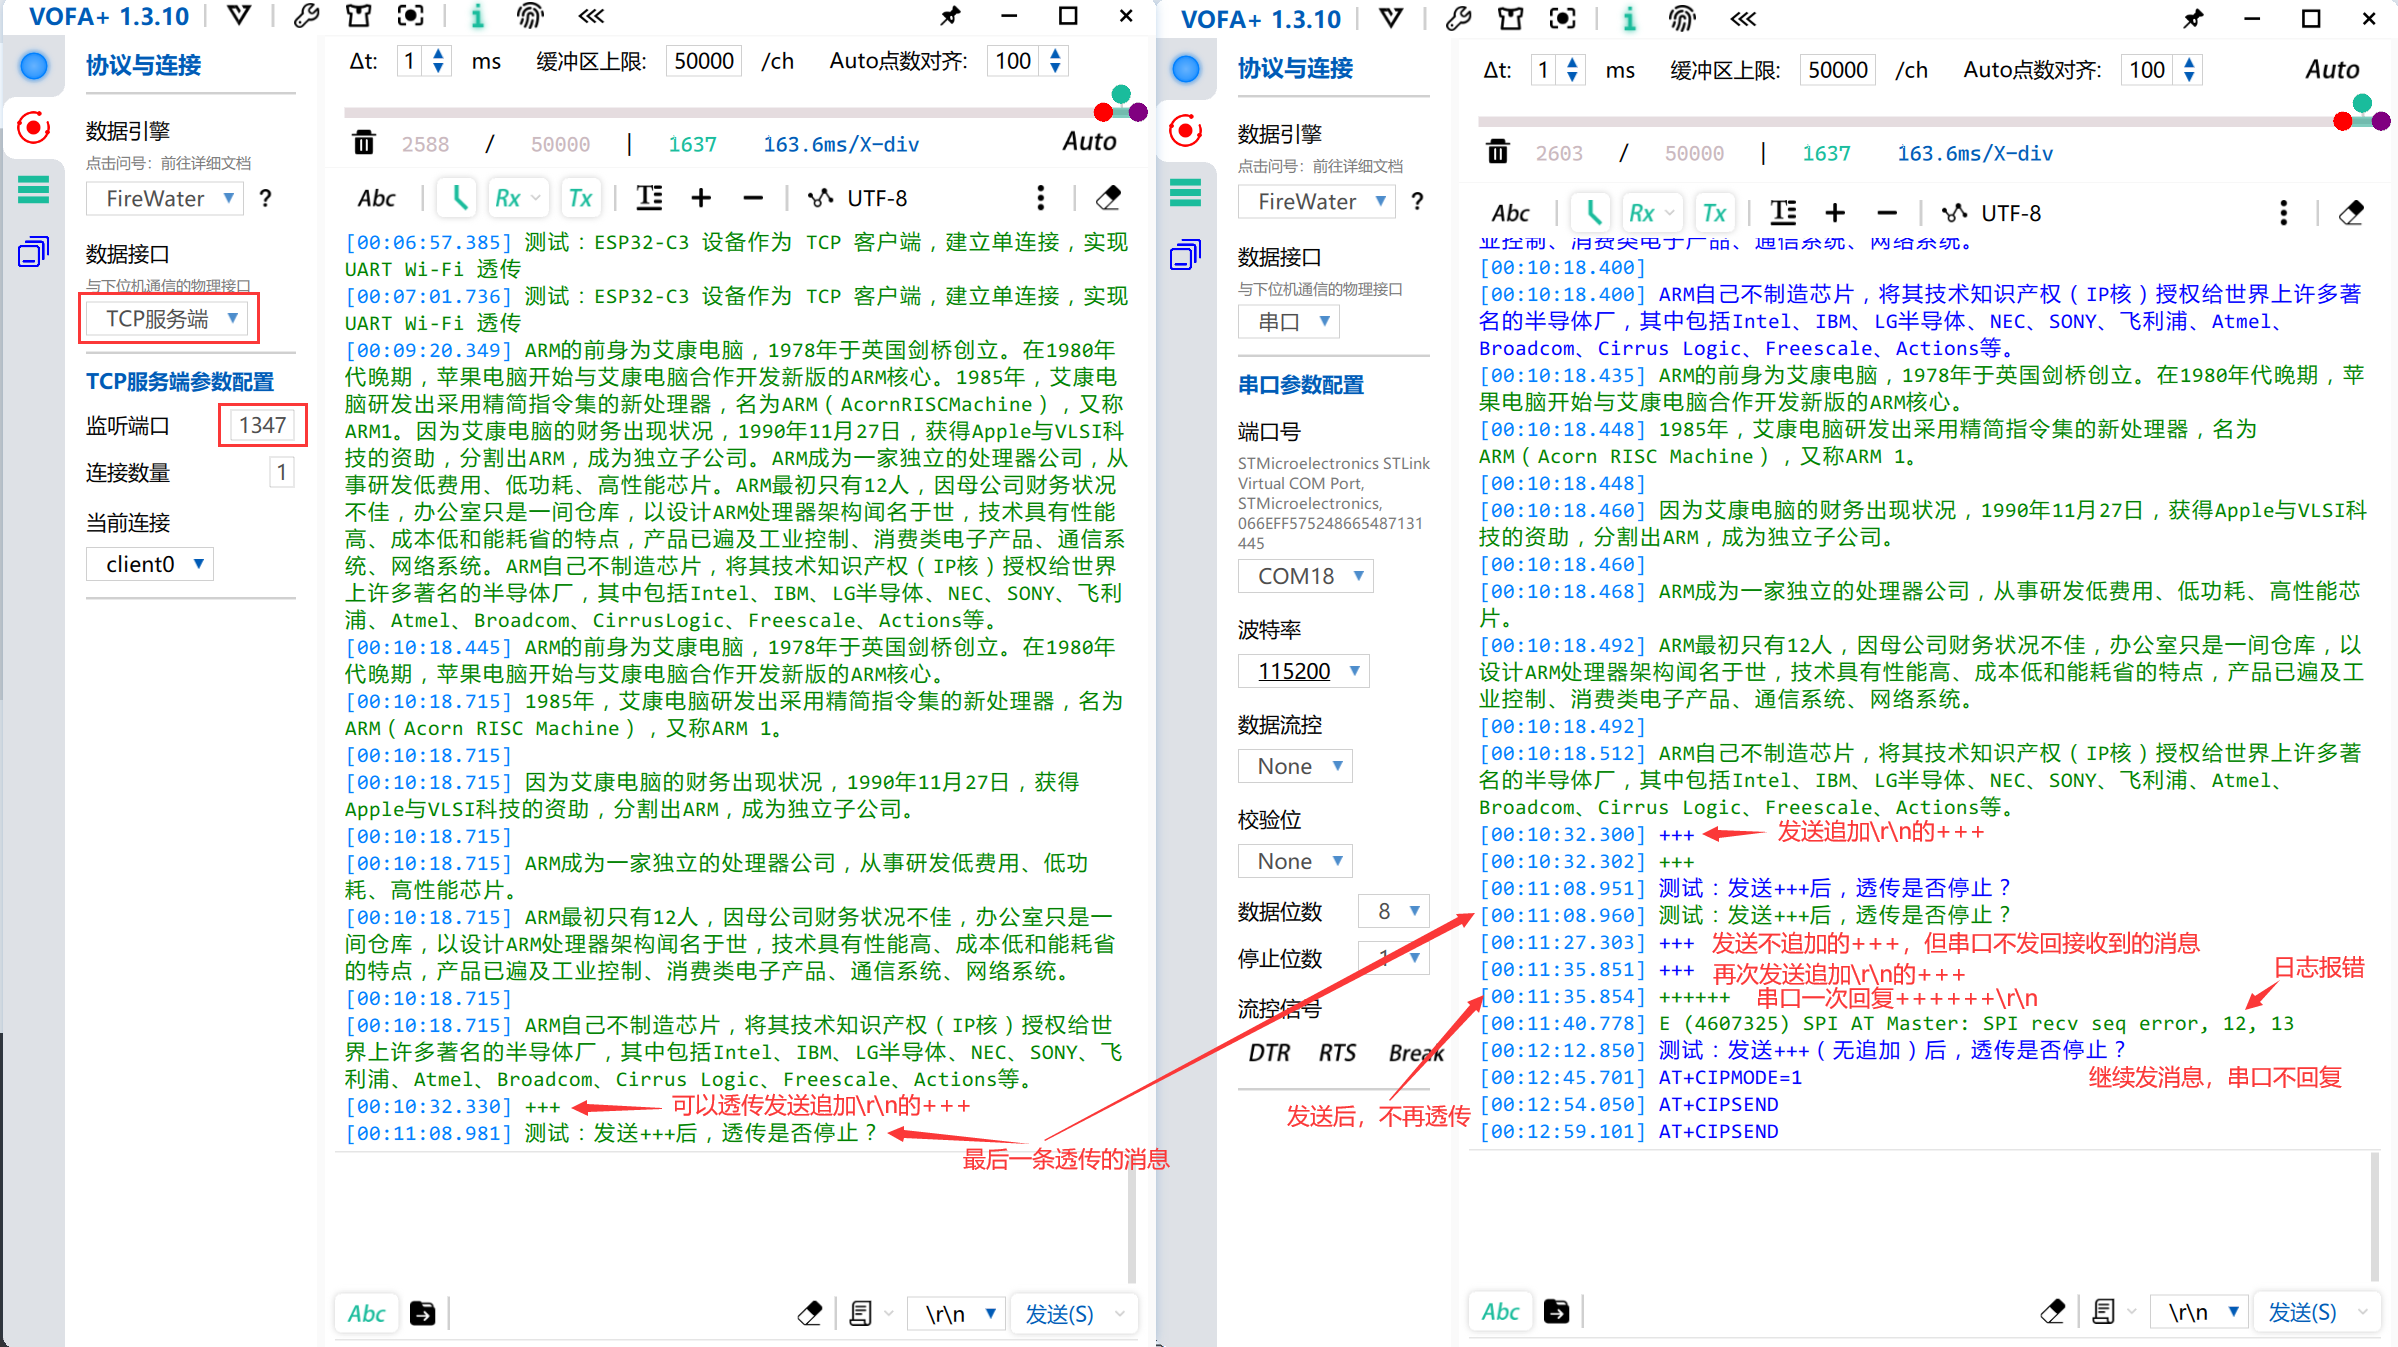 VOFA+ 1.3.10
协议与连接
数据引擎
点击问号：前往详细文档
FireWater ?
数据接口
与下位机通信的物理接口
TCP服务端
TCP服务端参数配置
监听端口 1347
连接数量 1
当前连接
client0
Δt: 1 ms 缓冲区上限: 50000 /ch Auto点数对齐: 100
2588 / 50000 | 1637 163.6ms/X-div Auto
Abc Rx Tx UTF-8
[00:06:57.385] 测试：ESP32-C3 设备作为 TCP 客户端，建立单连接，实现
UART Wi-Fi 透传
[00:07:01.736] 测试：ESP32-C3 设备作为 TCP 客户端，建立单连接，实现
UART Wi-Fi 透传
[00:09:20.349] ARM的前身为艾康电脑，1978年于英国剑桥创立。在1980年
代晚期，苹果电脑开始与艾康电脑合作开发新版的ARM核心。1985年，艾康电
脑研发出采用精简指令集的新处理器，名为ARM（AcornRISCMachine），又称
ARM1。因为艾康电脑的财务出现状况，1990年11月27日，获得Apple与VLSI科
技的资助，分割出ARM，成为独立子公司。ARM成为一家独立的处理器公司，从
事研发低费用、低功耗、高性能芯片。ARM最初只有12人，因母公司财务状况
不佳，办公室只是一间仓库，以设计ARM处理器架构闻名于世，技术具有性能
高、成本低和能耗省的特点，产品已遍及工业控制、消费类电子产品、通信系
统、网络系统。ARM自己不制造芯片，将其技术知识产权（IP核）授权给世界
上许多著名的半导体厂，其中包括Intel、IBM、LG半导体、NEC、SONY、飞利
浦、Atmel、Broadcom、CirrusLogic、Freescale、Actions等。
[00:10:18.445] ARM的前身为艾康电脑，1978年于英国剑桥创立。在1980年
代晚期，苹果电脑开始与艾康电脑合作开发新版的ARM核心。
[00:10:18.715] 1985年，艾康电脑研发出采用精简指令集的新处理器，名为
ARM（Acorn RISC Machine），又称ARM 1。
[00:10:18.715]
[00:10:18.715] 因为艾康电脑的财务出现状况，1990年11月27日，获得
Apple与VLSI科技的资助，分割出ARM，成为独立子公司。
[00:10:18.715]
[00:10:18.715] ARM成为一家独立的处理器公司，从事研发低费用、低功
耗、高性能芯片。
[00:10:18.715] ARM最初只有12人，因母公司财务状况不佳，办公室只是一
间仓库，以设计ARM处理器架构闻名于世，技术具有性能高、成本低和能耗省
的特点，产品已遍及工业控制、消费类电子产品、通信系统、网络系统。
[00:10:18.715]
[00:10:18.715] ARM自己不制造芯片，将其技术知识产权（IP核）授权给世
界上许多著名的半导体厂，其中包括Intel、IBM、LG半导体、NEC、SONY、飞
利浦、Atmel、Broadcom、Cirrus Logic、Freescale、Actions等。
[00:10:32.330] +++ 可以透传发送追加\r\n的+++
[00:11:08.981] 测试：发送+++后，透传是否停止？
最后一条透传的消息
Abc \r\n 发送(S)
VOFA+ 1.3.10
协议与连接
数据引擎
点击问号：前往详细文档
FireWater ?
数据接口
与下位机通信的物理接口
串口
串口参数配置
端口号
STMicroelectronics STLink
Virtual COM Port,
STMicroelectronics,
066EFF575248665487131
445
COM18
波特率
115200
数据流控
None
校验位
None
数据位数 8
停止位数 1
流控信号
DTR RTS Break
发送后，不再透传
Δt: 1 ms 缓冲区上限: 50000 /ch Auto点数对齐: 100 Auto
2603 / 50000 | 1637 163.6ms/X-div
Abc Rx Tx UTF-8
业控制、消费类电子产品、通信系统、网络系统。
[00:10:18.400]
[00:10:18.400] ARM自己不制造芯片，将其技术知识产权（IP核）授权给世界上许多著
名的半导体厂，其中包括Intel、IBM、LG半导体、NEC、SONY、飞利浦、Atmel、
Broadcom、Cirrus Logic、Freescale、Actions等。
[00:10:18.435] ARM的前身为艾康电脑，1978年于英国剑桥创立。在1980年代晚期，苹
果电脑开始与艾康电脑合作开发新版的ARM核心。
[00:10:18.448] 1985年，艾康电脑研发出采用精简指令集的新处理器，名为
ARM（Acorn RISC Machine），又称ARM 1。
[00:10:18.448]
[00:10:18.460] 因为艾康电脑的财务出现状况，1990年11月27日，获得Apple与VLSI科
技的资助，分割出ARM，成为独立子公司。
[00:10:18.460]
[00:10:18.468] ARM成为一家独立的处理器公司，从事研发低费用、低功耗、高性能芯
片。
[00:10:18.492] ARM最初只有12人，因母公司财务状况不佳，办公室只是一间仓库，以
设计ARM处理器架构闻名于世，技术具有性能高、成本低和能耗省的特点，产品已遍及工
业控制、消费类电子产品、通信系统、网络系统。
[00:10:18.492]
[00:10:18.512] ARM自己不制造芯片，将其技术知识产权（IP核）授权给世界上许多著
名的半导体厂，其中包括Intel、IBM、LG半导体、NEC、SONY、飞利浦、Atmel、
Broadcom、Cirrus Logic、Freescale、Actions等。
[00:10:32.300] +++ 发送追加\r\n的+++
[00:10:32.302] +++
[00:11:08.951] 测试：发送+++后，透传是否停止？
[00:11:08.960] 测试：发送+++后，透传是否停止？
[00:11:27.303] +++ 发送不追加的+++，但串口不发回接收到的消息
[00:11:35.851] +++ 再次发送追加\r\n的+++
日志报错
[00:11:35.854] ++++++ 串口一次回复++++++\r\n
[00:11:40.778] E (4607325) SPI AT Master: SPI recv seq error, 12, 13
[00:12:12.850] 测试：发送+++（无追加）后，透传是否停止？
[00:12:45.701] AT+CIPMODE=1 继续发消息，串口不回复
[00:12:54.050] AT+CIPSEND
[00:12:59.101] AT+CIPSEND
Abc \r\n 发送(S)